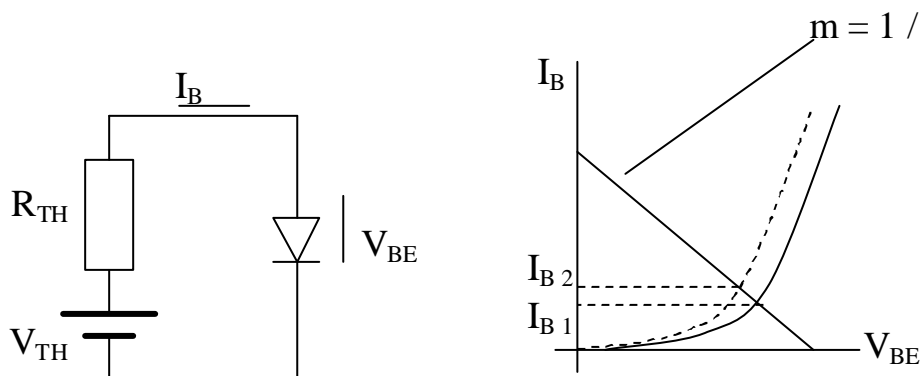 I_B
R_TH
V_TH
V_BE
m = 1 /
I_B
I_B 2
I_B 1
V_BE